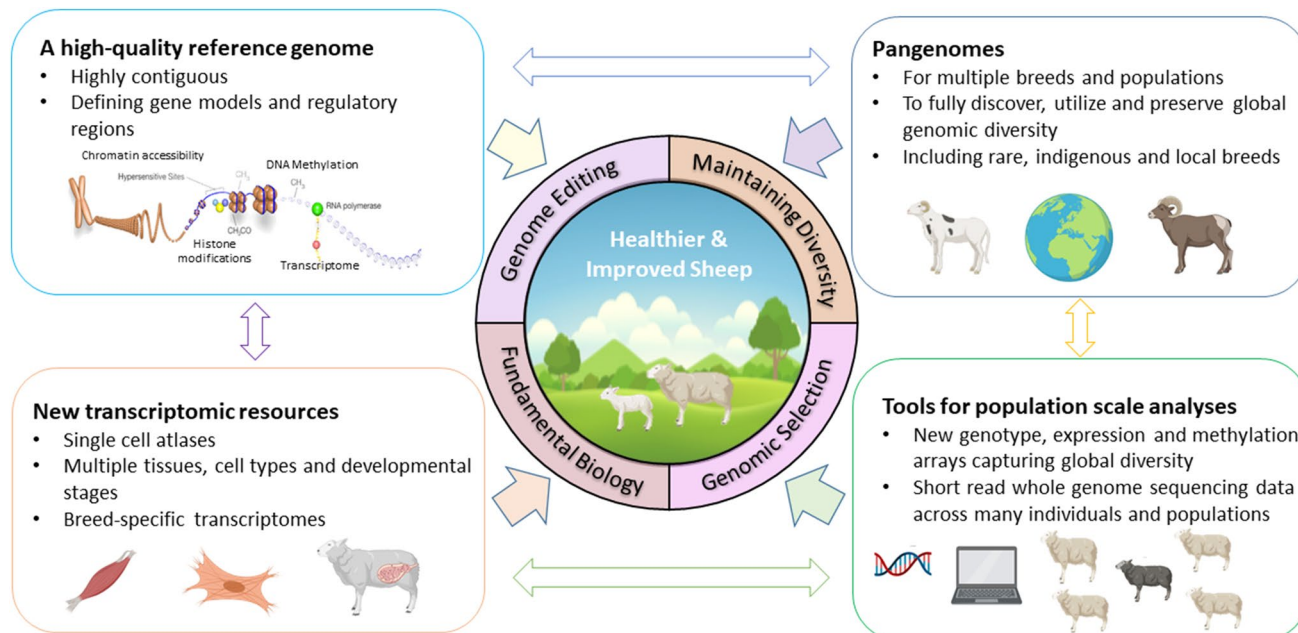 A high-quality reference genome
• Highly contiguous
• Defining gene models and regulatory
regions
Chromatin accessibility
DNA Methylation
Hypersensitive Sites
CH₃
CH₃
RNA polymerase
CH₃CO
Histone
modifications
Transcriptome
Pangenomes
• For multiple breeds and populations
• To fully discover, utilize and preserve global
genomic diversity
• Including rare, indigenous and local breeds
Genome Editing
Maintaining Diversity
Healthier &
Improved Sheep
Fundamental Biology
Genomic Selection
New transcriptomic resources
• Single cell atlases
• Multiple tissues, cell types and developmental
stages
• Breed-specific transcriptomes
Tools for population scale analyses
• New genotype, expression and methylation
arrays capturing global diversity
• Short read whole genome sequencing data
across many individuals and populations